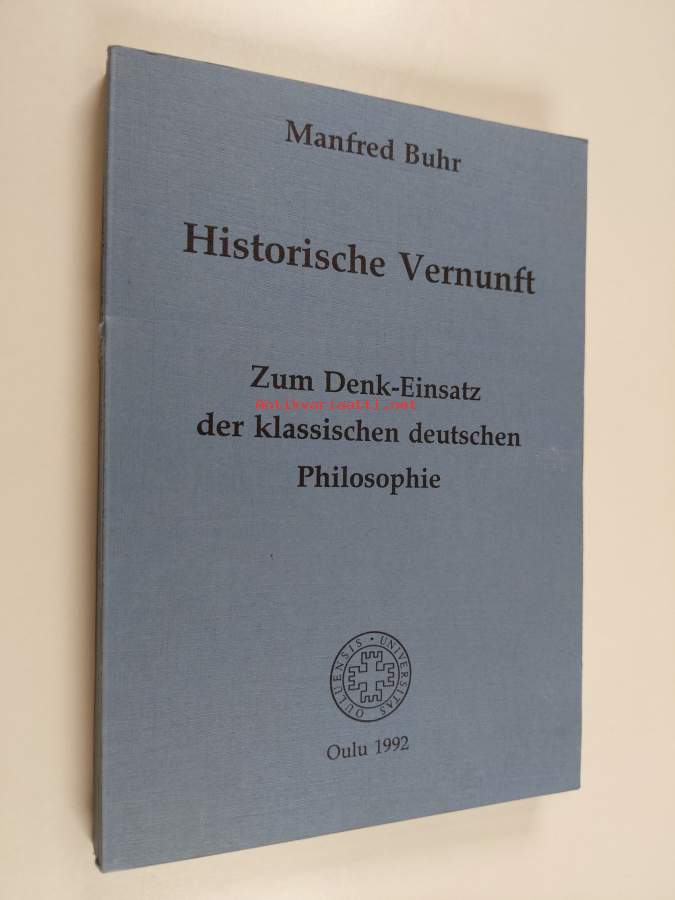 Manfred Buhr
Historische Vernunft
Zum Denk-Einsatz
Antikvariaatti.net
der klassischen deutschen
Philosophie
OULUENSIS · UNIVERSITAS
Oulu 1992